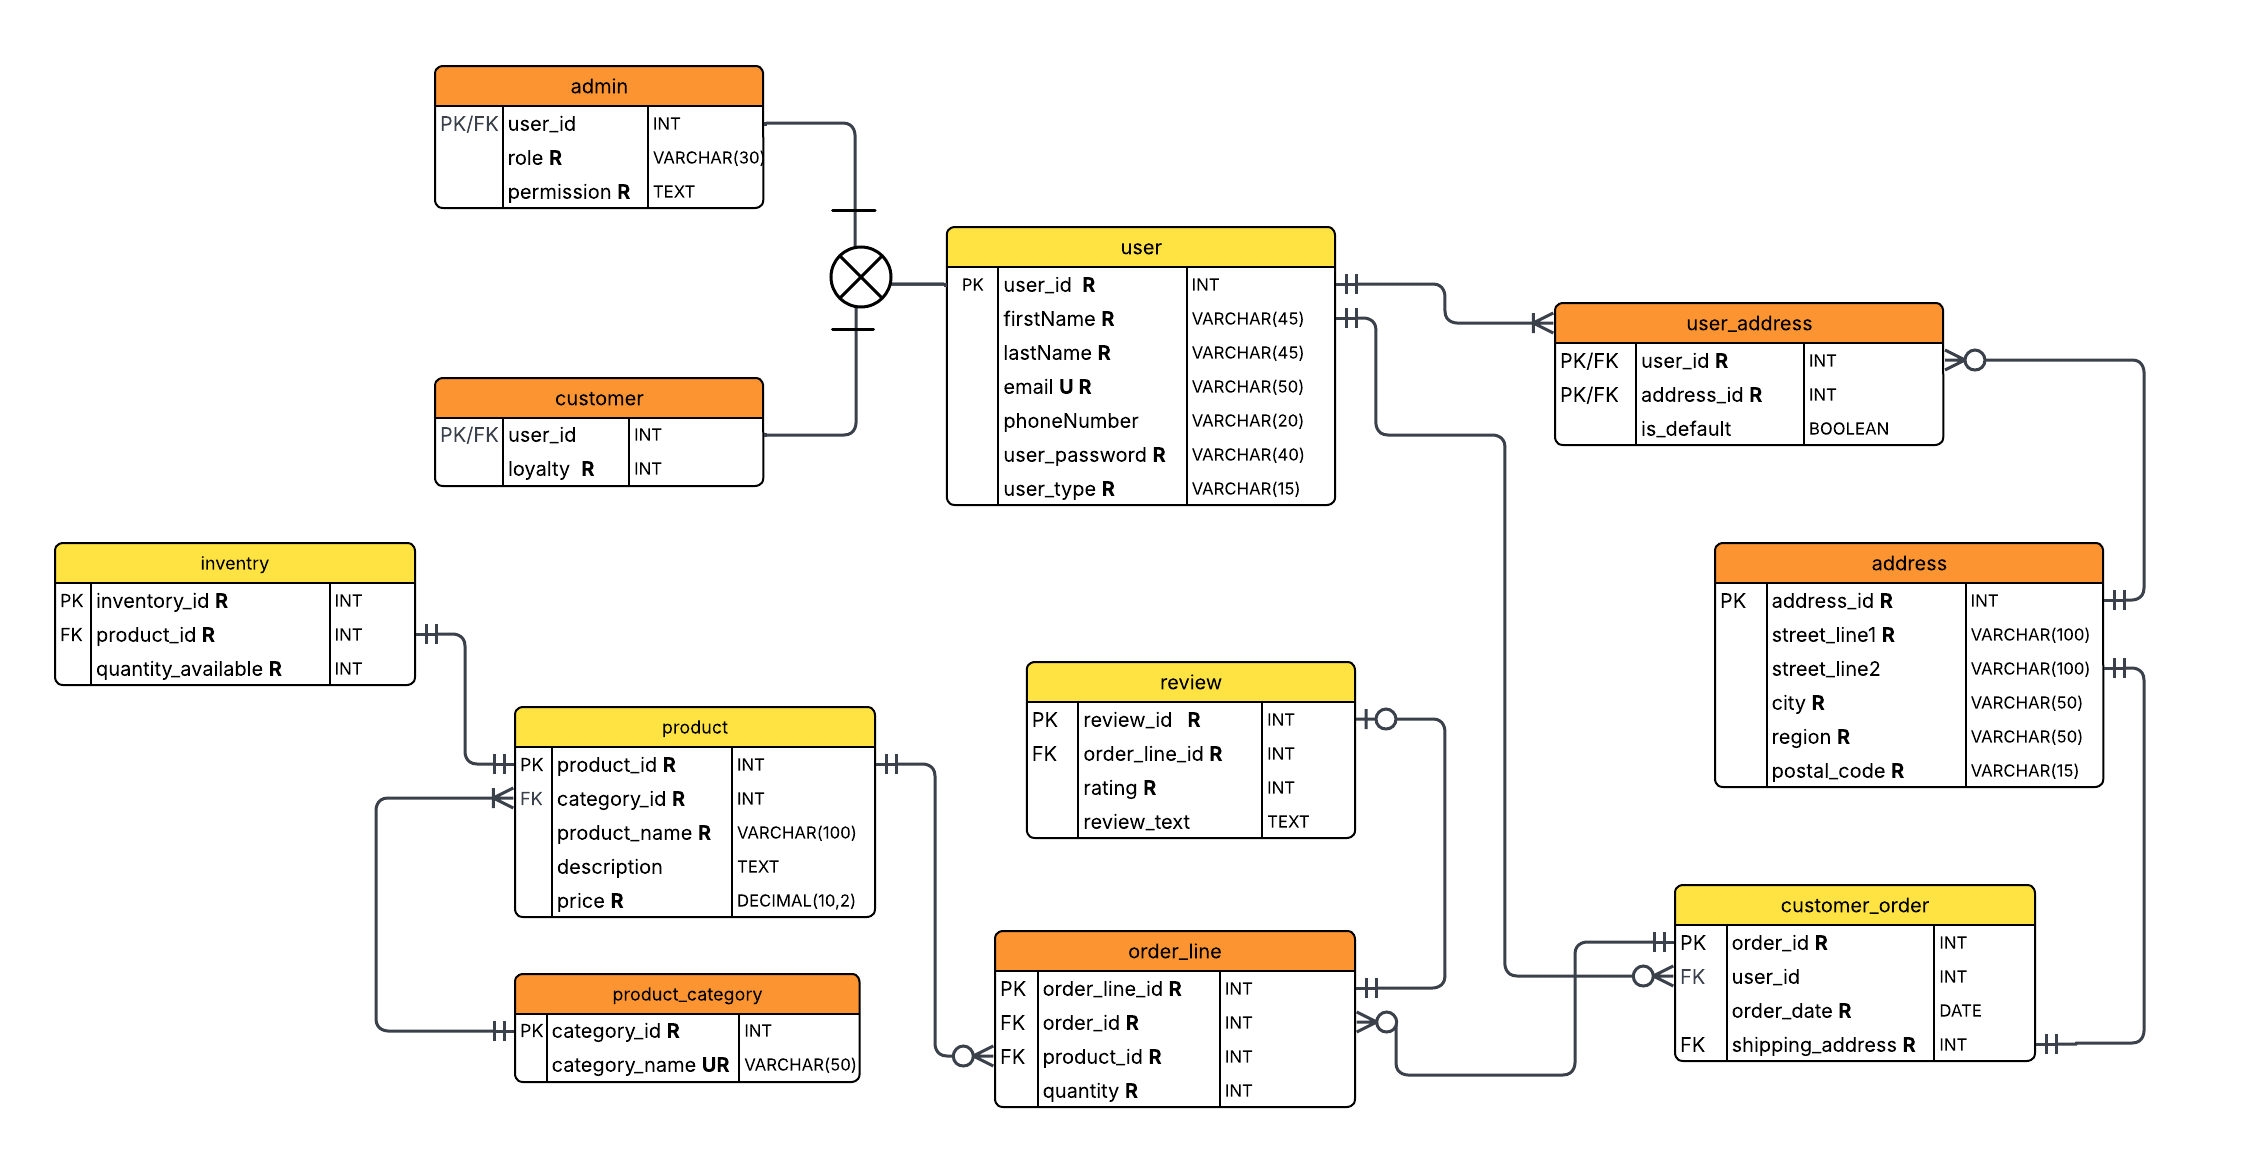 admin
PK/FK user_id INT
role R VARCHAR(30)
permission R TEXT
user
PK user_id R INT
firstName R VARCHAR(45)
lastName R VARCHAR(45)
email U R VARCHAR(50)
phoneNumber VARCHAR(20)
user_password R VARCHAR(40)
user_type R VARCHAR(15)
user_address
PK/FK user_id R INT
PK/FK address_id R INT
is_default BOOLEAN
customer
PK/FK user_id INT
loyalty R INT
inventry
PK inventory_id R INT
FK product_id R INT
quantity_available R INT
address
PK address_id R INT
street_line1 R VARCHAR(100)
street_line2 VARCHAR(100)
city R VARCHAR(50)
region R VARCHAR(50)
postal_code R VARCHAR(15)
review
PK review_id R INT
FK order_line_id R INT
rating R INT
review_text TEXT
product
PK product_id R INT
FK category_id R INT
product_name R VARCHAR(100)
description TEXT
price R DECIMAL(10,2)
customer_order
PK order_id R INT
FK user_id INT
order_date R DATE
FK shipping_address R INT
order_line
PK order_line_id R INT
FK order_id R INT
FK product_id R INT
quantity R INT
product_category
PK category_id R INT
category_name UR VARCHAR(50)